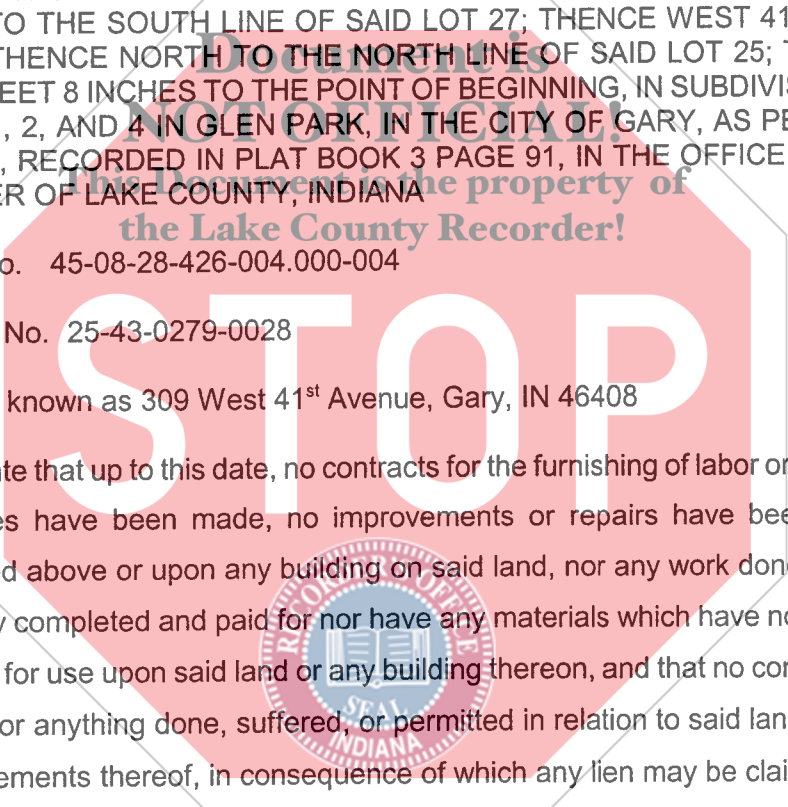 TO THE SOUTH LINE OF SAID LOT 27; THENCE WEST 41
THENCE NORTH TO THE NORTH LINE OF SAID LOT 25;
EET 8 INCHES TO THE POINT OF BEGINNING, IN SUBDIVIS
, 2, AND 4 IN GLEN PARK, IN THE CITY OF GARY, AS PE
, RECORDED IN PLAT BOOK 3 PAGE 91, IN THE OFFICE
ER OF LAKE COUNTY, INDIANA
Document is
NOT OFFICIAL!
This Document is the property of
the Lake County Recorder!
o. 45-08-28-426-004.000-004
No. 25-43-0279-0028
STOP
known as 309 West 41st Avenue, Gary, IN 46408
te that up to this date, no contracts for the furnishing of labor or
es have been made, no improvements or repairs have bee
d above or upon any building on said land, nor any work don
y completed and paid for nor have any materials which have no
for use upon said land or any building thereon, and that no con
or anything done, suffered, or permitted in relation to said lan
ements thereof, in consequence of which any lien may be clai
RECORDER'S OFFICE
SEAL
INDIANA